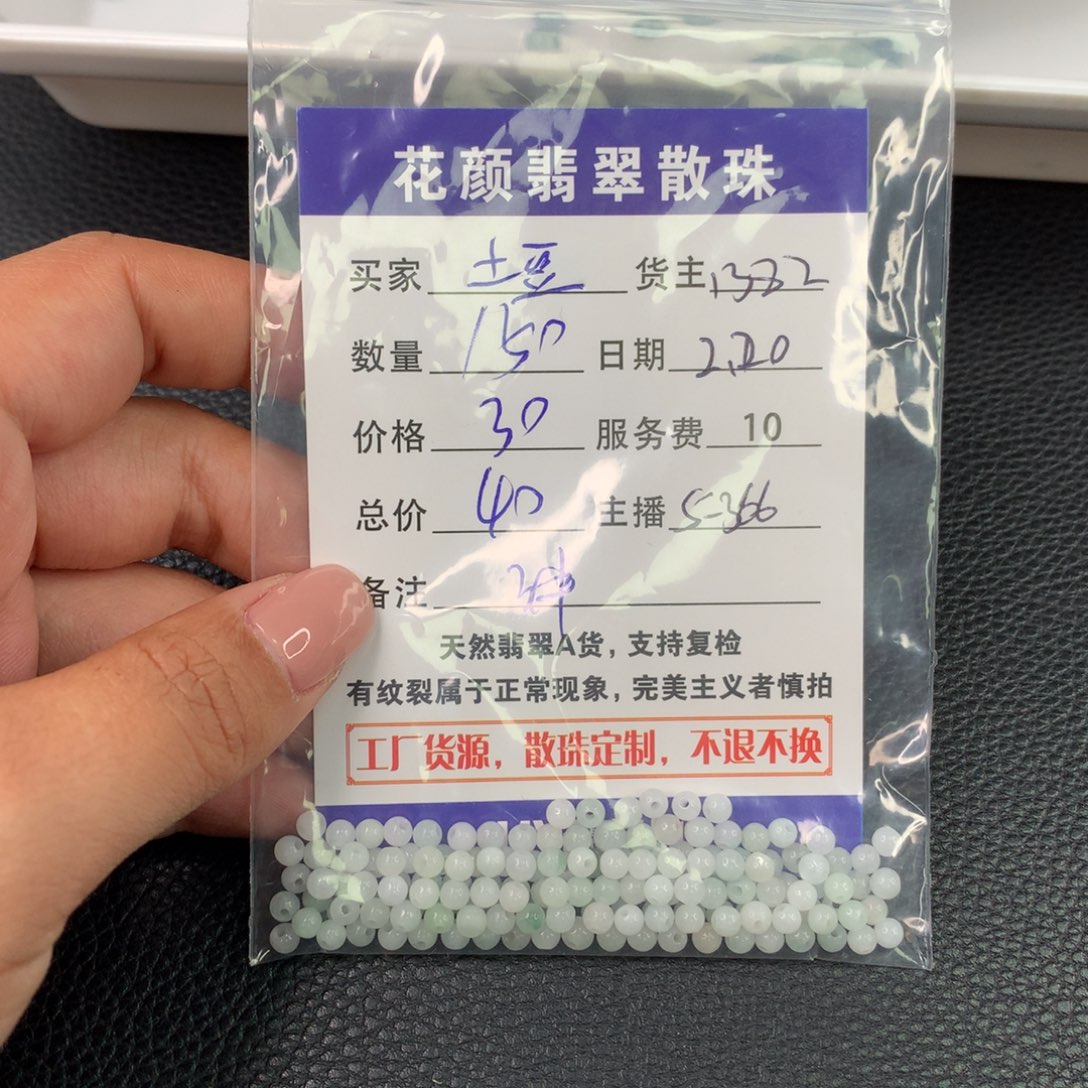 花颜翡翠散珠
买家 土豆 货主 1382
数量 150 日期 2.20
价格 30 服务费 10
总价 40 主播 S-366
备注
天然翡翠A货，支持复检
有纹裂属于正常现象，完美主义者慎拍
工厂货源，散珠定制，不退不换